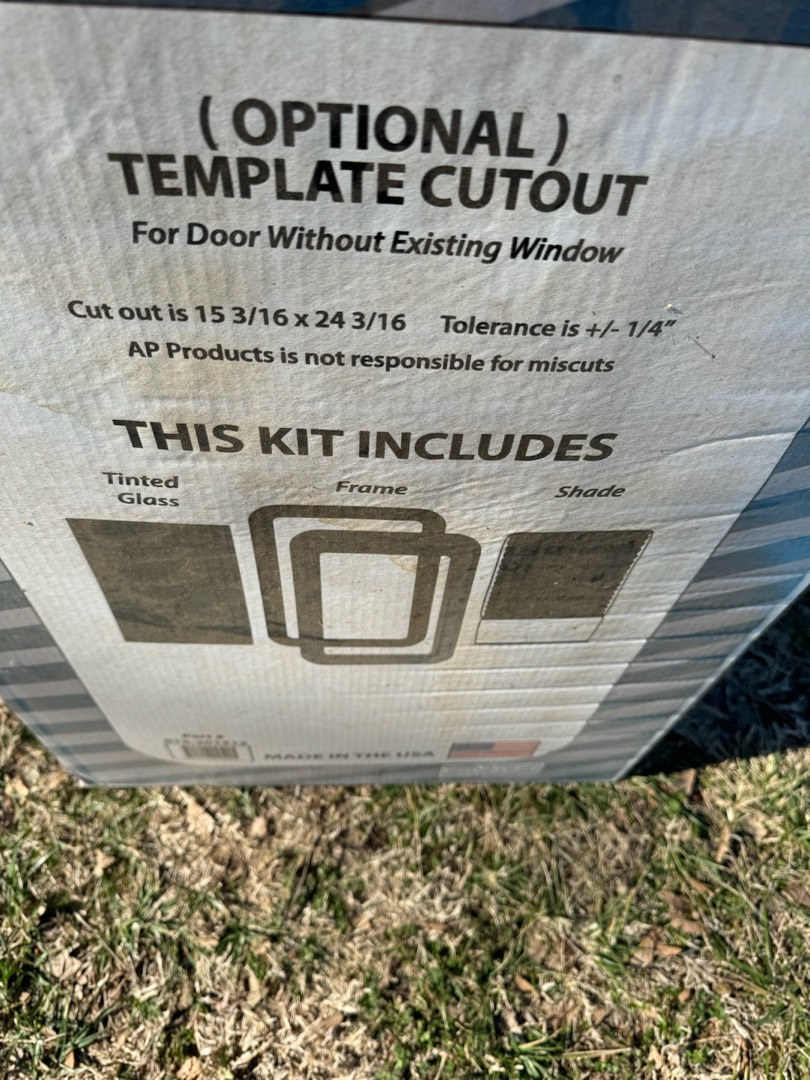 ( OPTIONAL )
TEMPLATE CUTOUT
For Door Without Existing Window
Cut out is 15 3/16 x 24 3/16 Tolerance is +/- 1/4"
AP Products is not responsible for miscuts
THIS KIT INCLUDES
Tinted
Glass
Frame
Shade
Part #
MADE IN THE USA